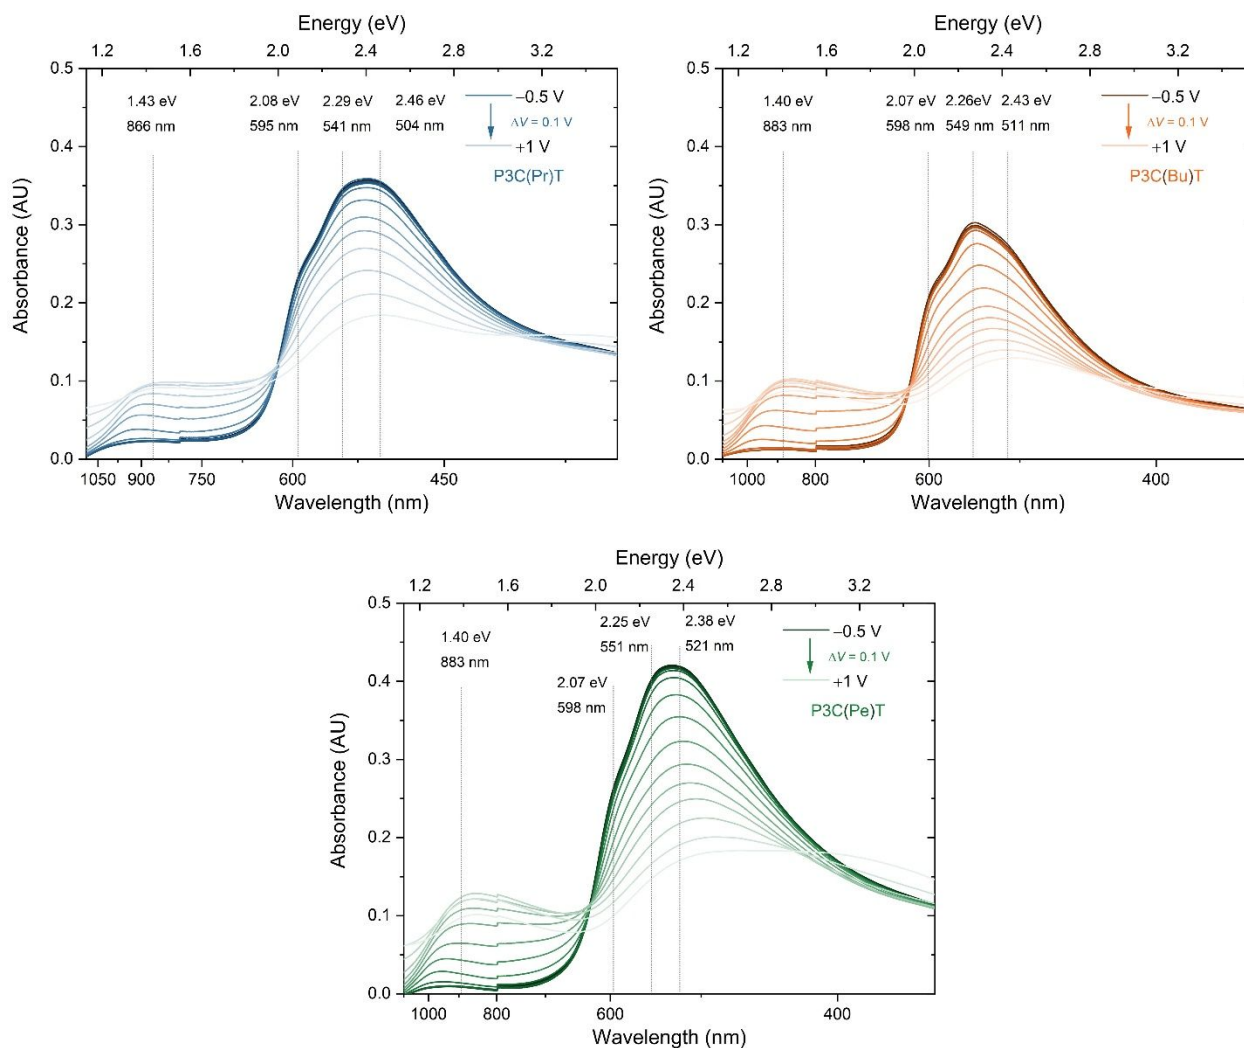 Energy (eV)
1.2 1.6 2.0 2.4 2.8 3.2
0.5
0.4
0.3
0.2
0.1
0.0
Absorbance (AU)
1.43 eV 2.08 eV 2.29 eV 2.46 eV
866 nm 595 nm 541 nm 504 nm
–0.5 V
ΔV = 0.1 V
+1 V
P3C(Pr)T
1050 900 750 600 450
Wavelength (nm)
Energy (eV)
1.2 1.6 2.0 2.4 2.8 3.2
0.5
0.4
0.3
0.2
0.1
0.0
Absorbance (AU)
1.40 eV 2.07 eV 2.26eV 2.43 eV
883 nm 598 nm 549 nm 511 nm
–0.5 V
ΔV = 0.1 V
+1 V
P3C(Bu)T
1000 800 600 400
Wavelength (nm)
Energy (eV)
1.2 1.6 2.0 2.4 2.8 3.2
0.5
0.4
0.3
0.2
0.1
0.0
Absorbance (AU)
2.25 eV 2.38 eV
551 nm 521 nm
1.40 eV
883 nm
2.07 eV
598 nm
–0.5 V
ΔV = 0.1 V
+1 V
P3C(Pe)T
1000 800 600 400
Wavelength (nm)